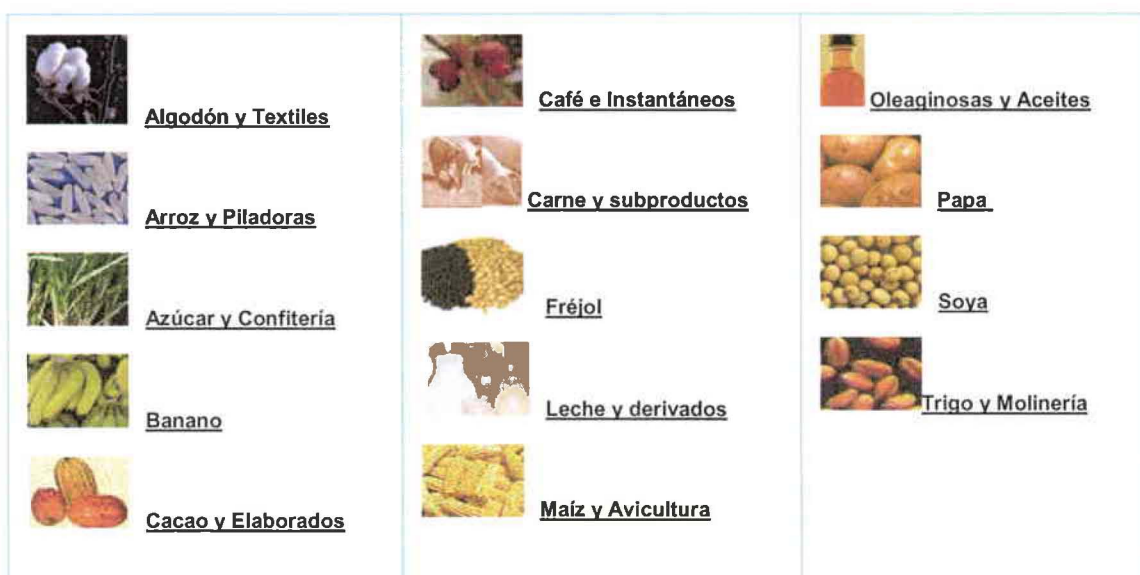 Algodón y Textiles
Arroz y Piladoras
Azúcar y Confitería
Banano
Cacao y Elaborados
Café e Instantáneos
Carne y subproductos
Fréjol
Leche y derivados
Maíz y Avicultura
Oleaginosas y Aceites
Papa
Soya
Trigo y Molinería